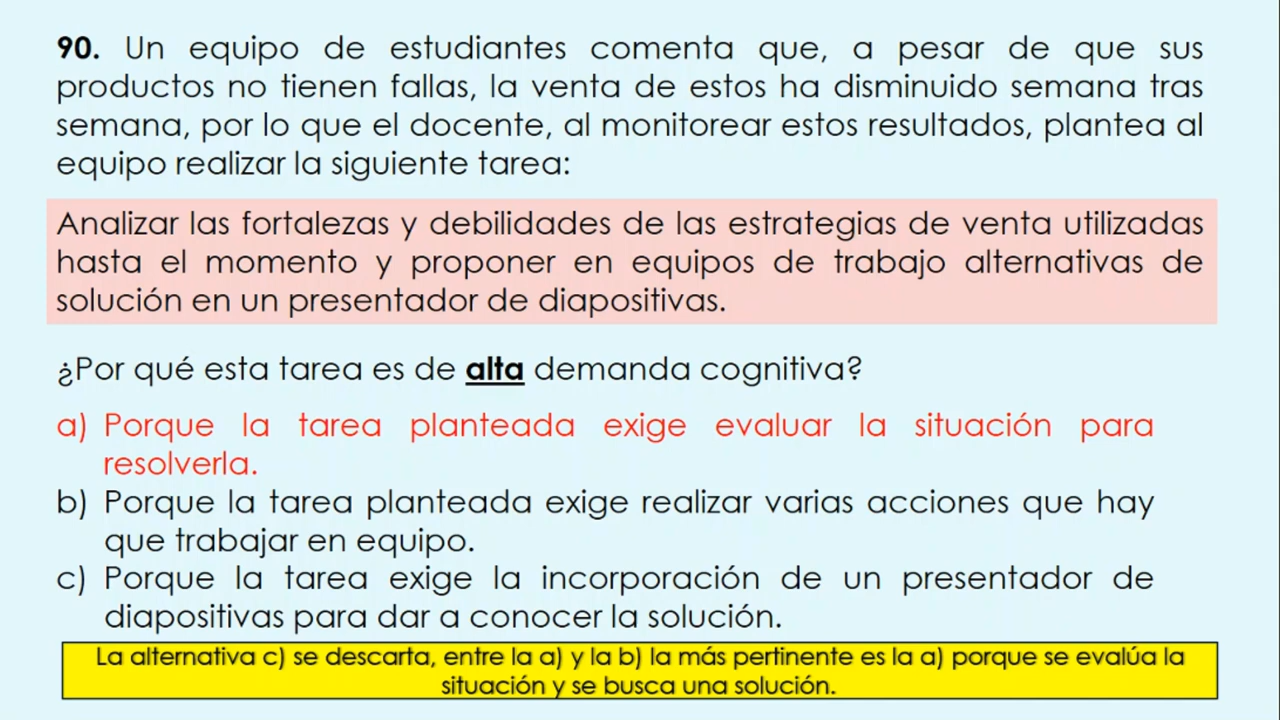 90. Un equipo de estudiantes comenta que, a pesar de que sus
productos no tienen fallas, la venta de estos ha disminuido semana tras
semana, por lo que el docente, al monitorear estos resultados, plantea al
equipo realizar la siguiente tarea:
Analizar las fortalezas y debilidades de las estrategias de venta utilizadas
hasta el momento y proponer en equipos de trabajo alternativas de
solución en un presentador de diapositivas.
¿Por qué esta tarea es de alta demanda cognitiva?
a) Porque la tarea planteada exige evaluar la situación para
resolverla.
b) Porque la tarea planteada exige realizar varias acciones que hay
que trabajar en equipo.
c) Porque la tarea exige la incorporación de un presentador de
diapositivas para dar a conocer la solución.
La alternativa c) se descarta, entre la a) y la b) la más pertinente es la a) porque se evalúa la
situación y se busca una solución.